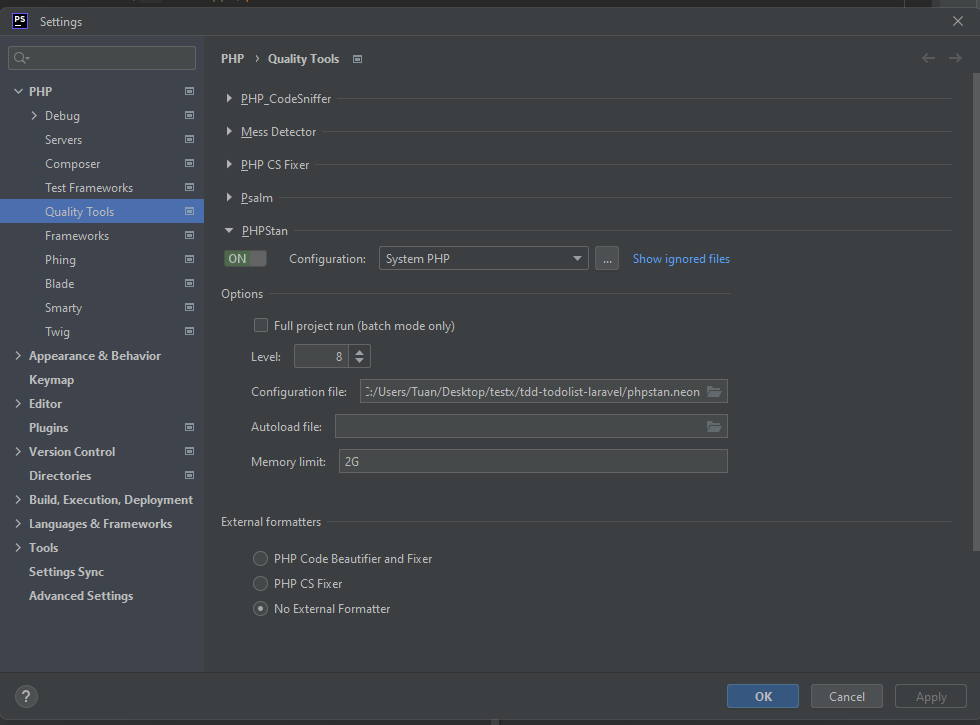 PS Settings
PHP › Quality Tools
PHP
Debug
Servers
Composer
Test Frameworks
Quality Tools
Frameworks
Phing
Blade
Smarty
Twig
Appearance & Behavior
Keymap
Editor
Plugins
Version Control
Directories
Build, Execution, Deployment
Languages & Frameworks
Tools
Settings Sync
Advanced Settings
PHP_CodeSniffer
Mess Detector
PHP CS Fixer
Psalm
PHPStan
ON Configuration: System PHP ... Show ignored files
Options
Full project run (batch mode only)
Level: 8
Configuration file: C:/Users/Tuan/Desktop/testx/tdd-todolist-laravel/phpstan.neon
Autoload file:
Memory limit: 2G
External formatters
PHP Code Beautifier and Fixer
PHP CS Fixer
No External Formatter
? OK Cancel Apply